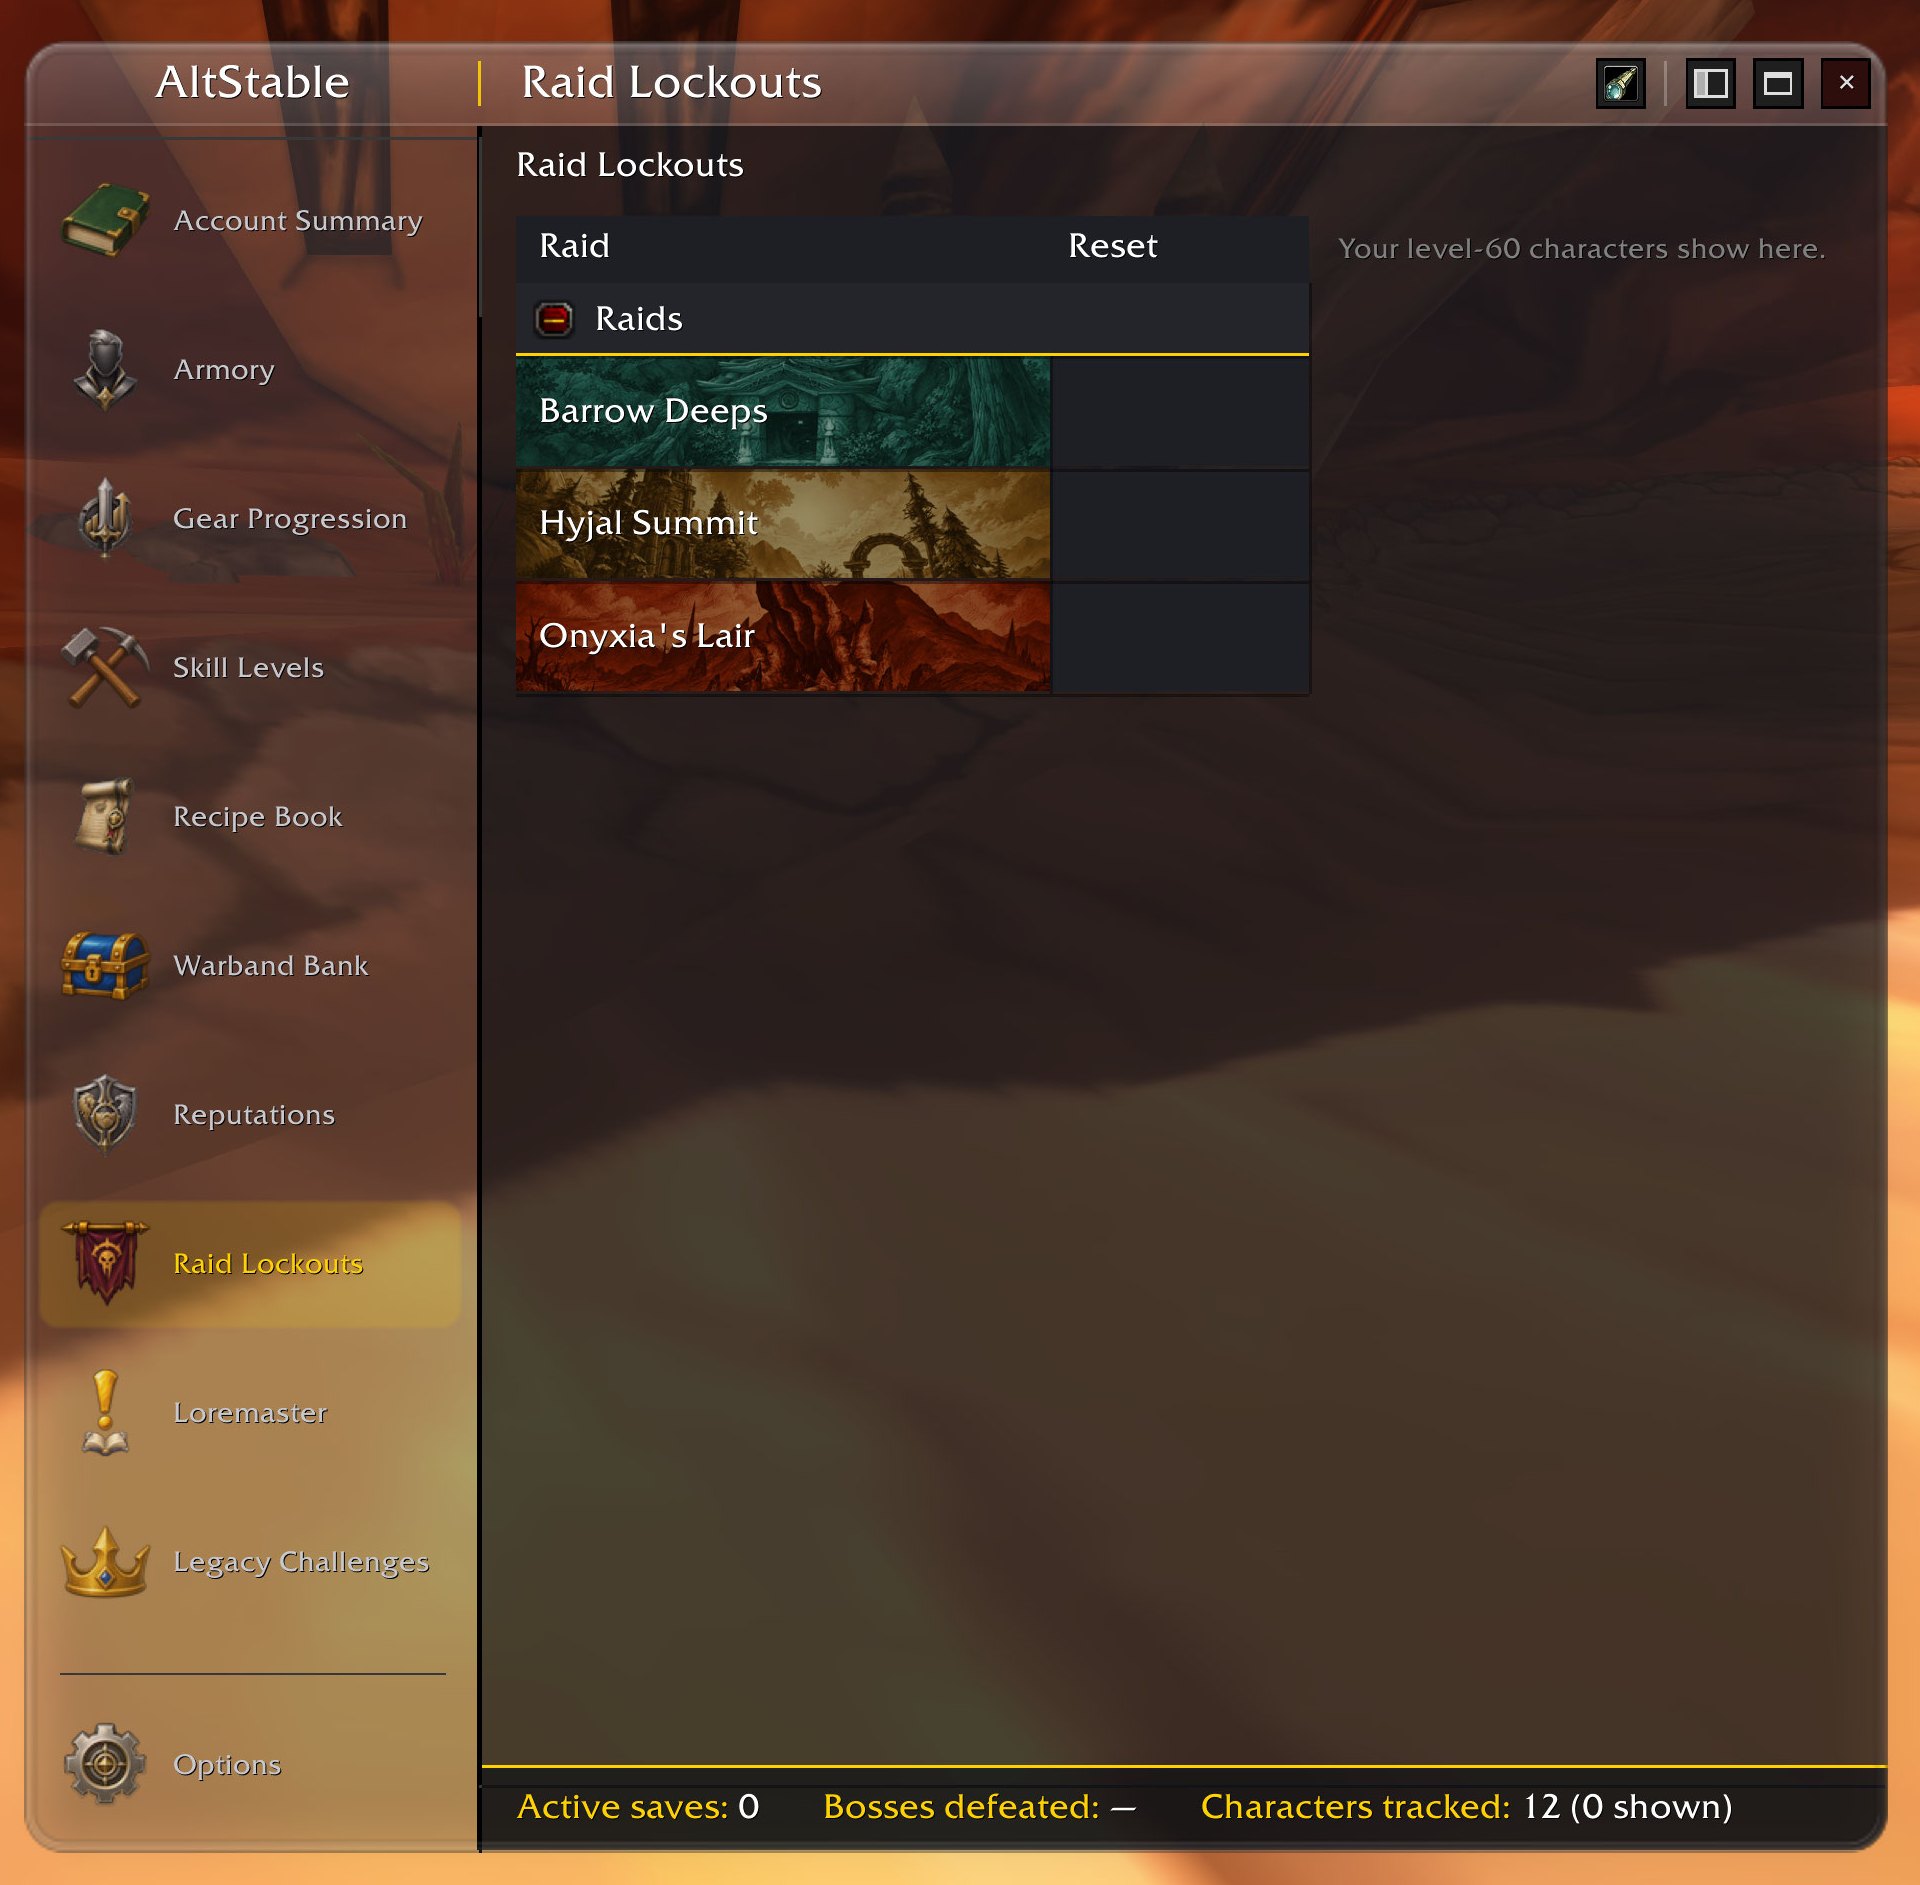 AltStable
Raid Lockouts
Account Summary
Armory
Gear Progression
Skill Levels
Recipe Book
Warband Bank
Reputations
Raid Lockouts
Loremaster
Legacy Challenges
Options
Raid Lockouts
Raid Reset
Your level-60 characters show here.
Raids
Barrow Deeps
Hyjal Summit
Onyxia's Lair
Active saves: 0 Bosses defeated: — Characters tracked: 12 (0 shown)